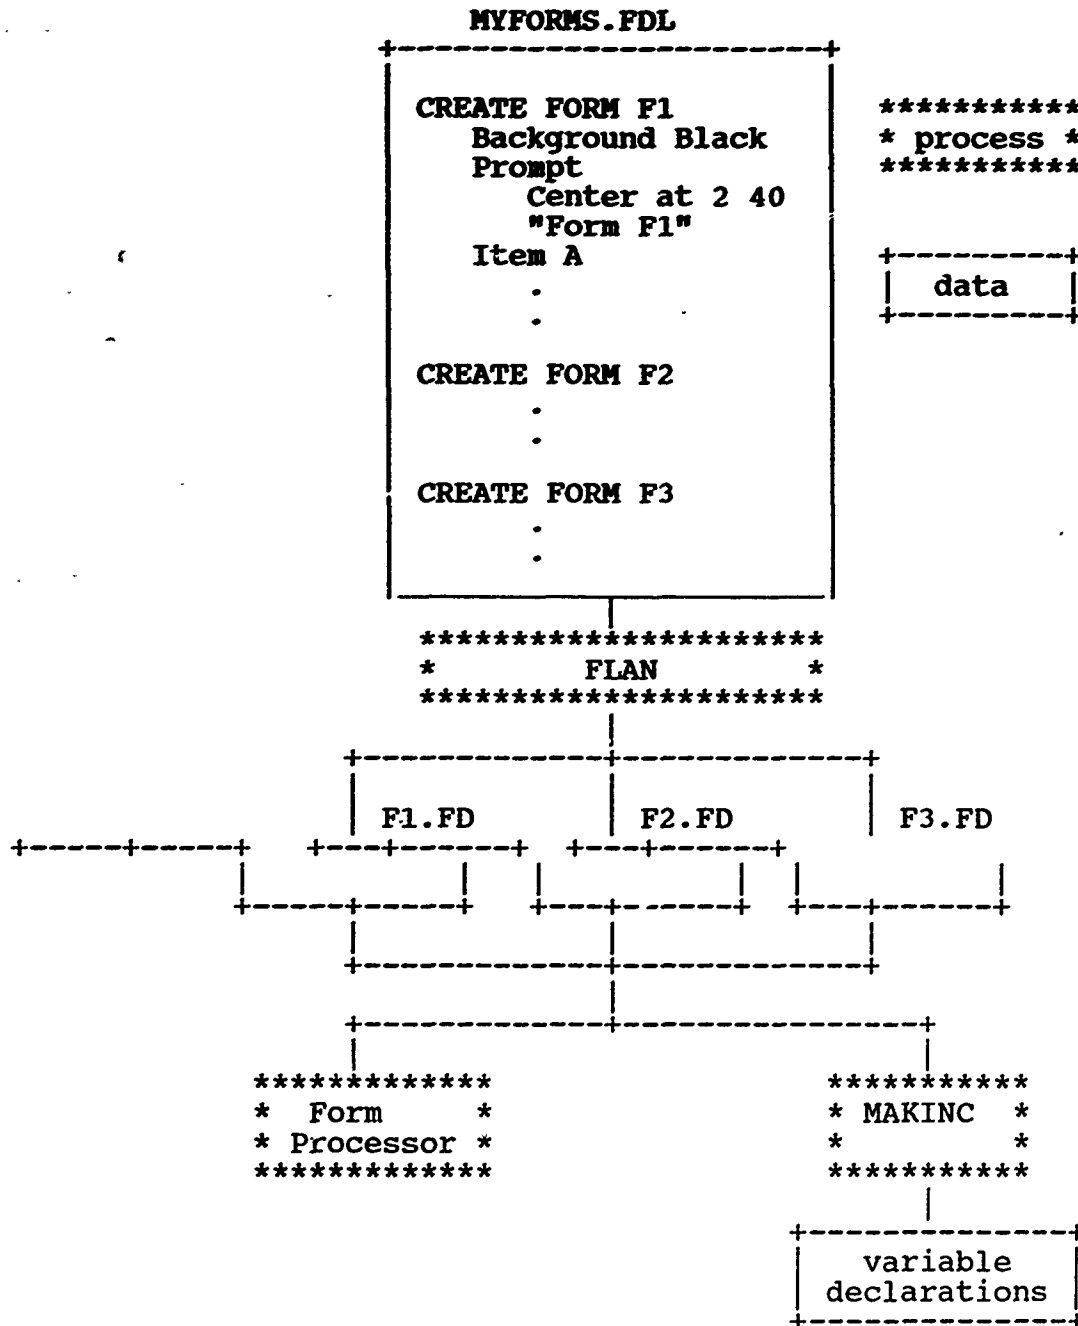 MYFORMS.FDL
CREATE FORM F1
Background Black
Prompt
Center at 2 40
"Form F1"
Item A
.
.
CREATE FORM F2
.
.
CREATE FORM F3
.
.
***********
* process *
***********
data
**********************
* FLAN *
**********************
F1.FD F2.FD F3.FD
*************
* Form *
* Processor *
*************
***********
* MAKINC *
* *
***********
variable
declarations